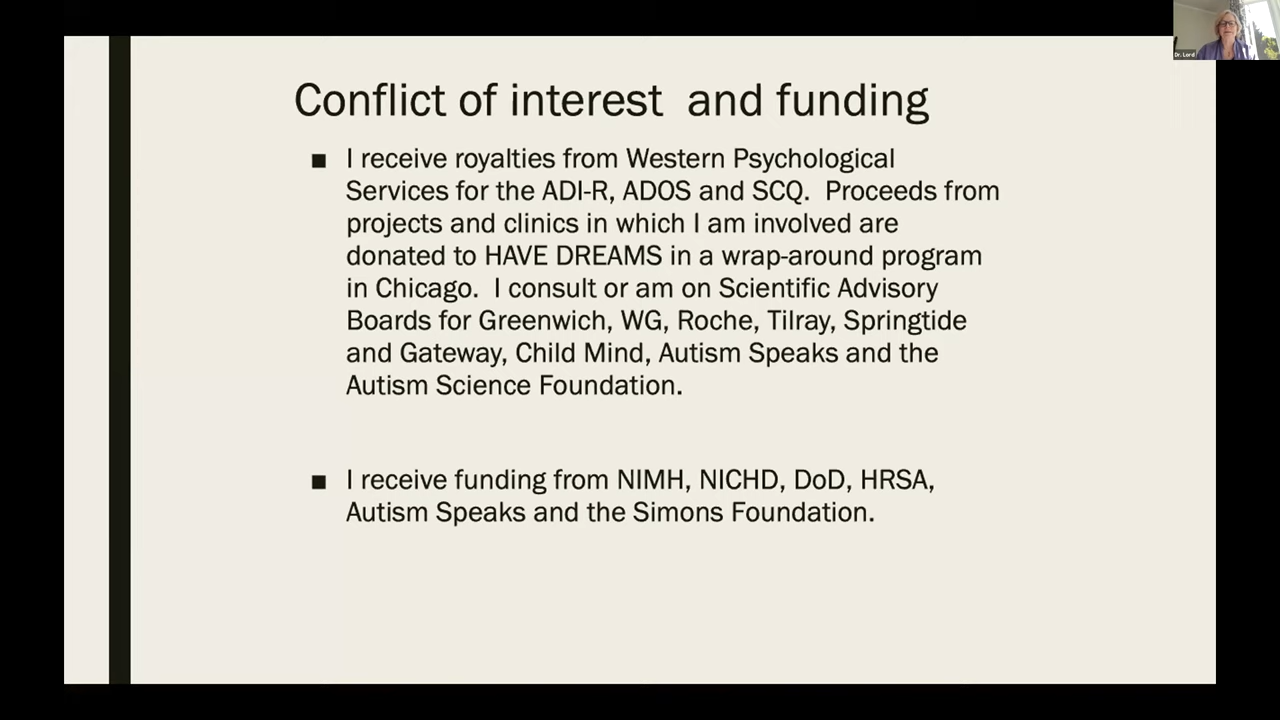 Conflict of interest  and funding
■ I receive royalties from Western Psychological
Services for the ADI-R, ADOS and SCQ.  Proceeds from
projects and clinics in which I am involved are
donated to HAVE DREAMS in a wrap-around program
in Chicago.  I consult or am on Scientific Advisory
Boards for Greenwich, WG, Roche, Tilray, Springtide
and Gateway, Child Mind, Autism Speaks and the
Autism Science Foundation.
■ I receive funding from NIMH, NICHD, DoD, HRSA,
Autism Speaks and the Simons Foundation.
Dr. Lord